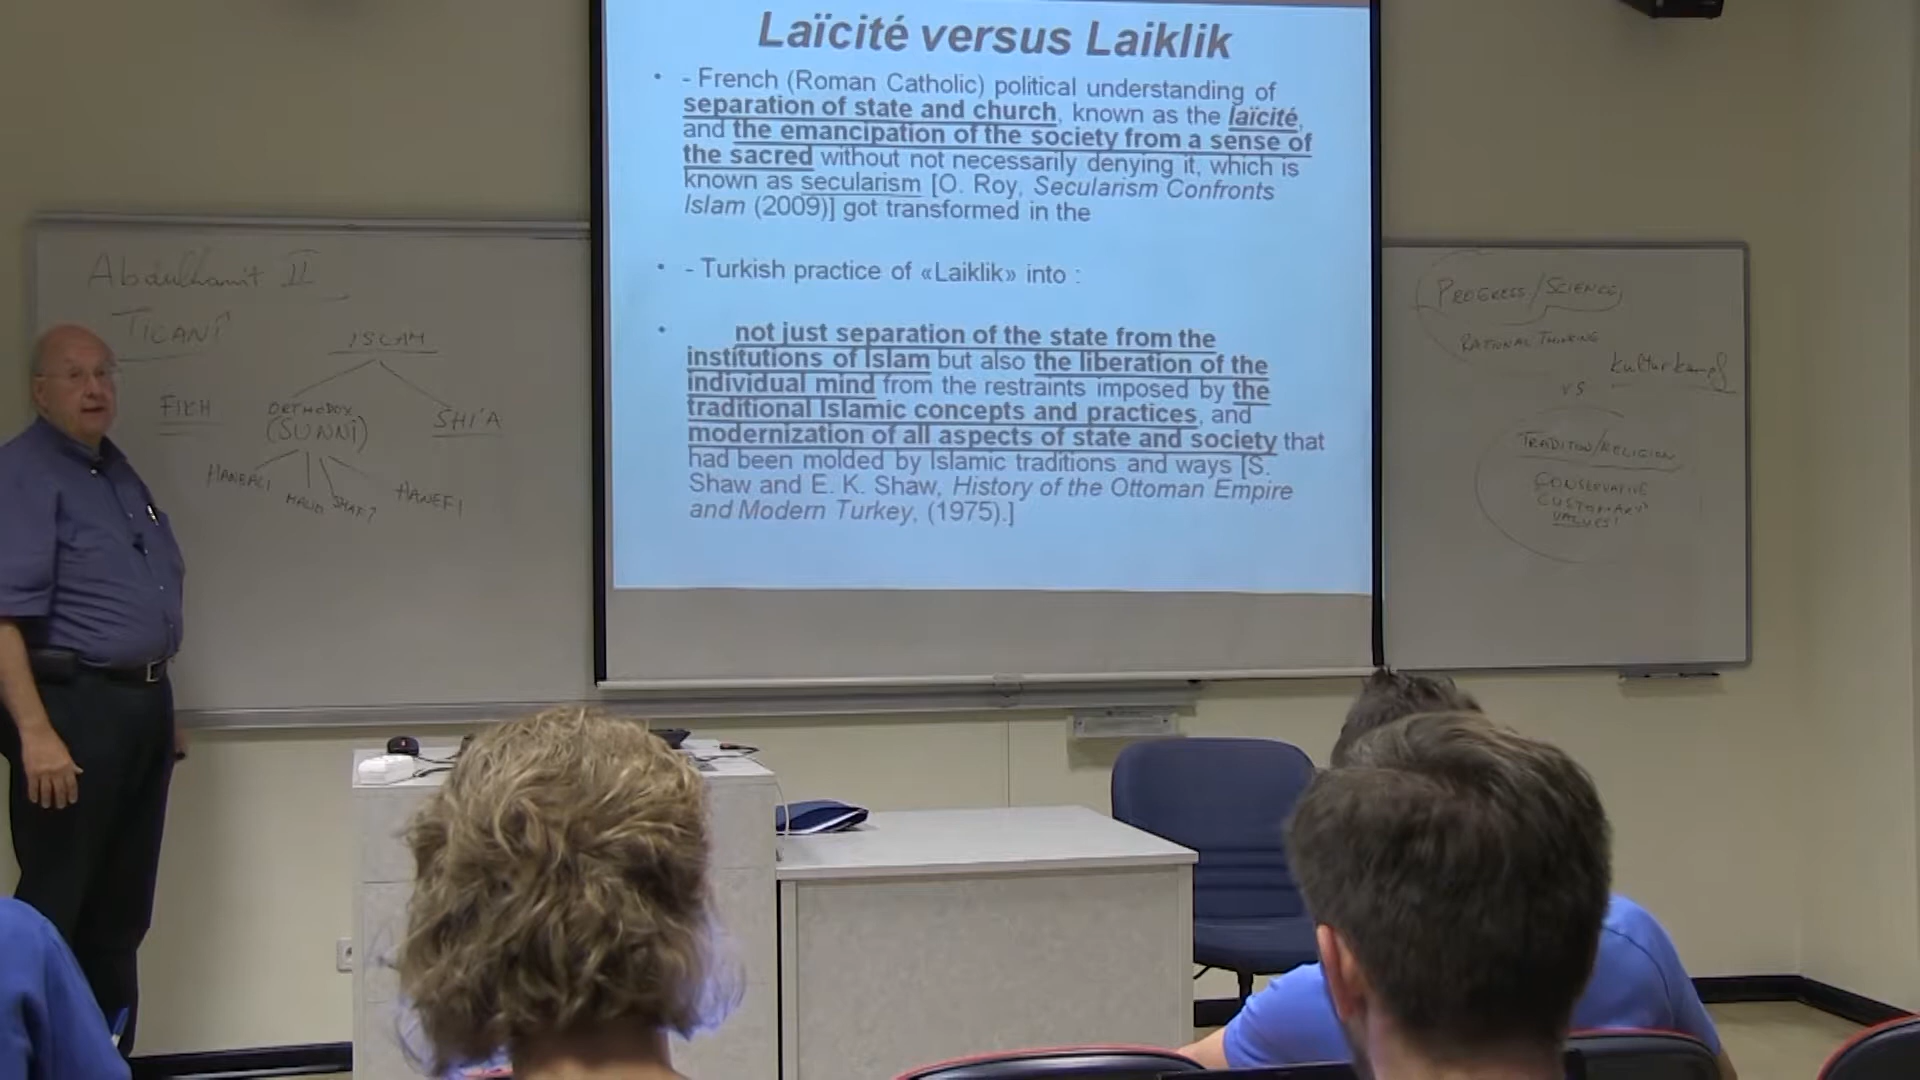 Abdulhamit II
TICANÎ
ISLAM
FIKH
ORTHODOX
(SUNNÎ)
SHI'A
HANBALI
HANEFI
Laïcité versus Laiklik
• - French (Roman Catholic) political understanding of
separation of state and church, known as the laïcité,
and the emancipation of the society from a sense of
the sacred without not necessarily denying it, which is
known as secularism [O. Roy, Secularism Confronts
Islam (2009)] got transformed in the
• - Turkish practice of «Laiklik» into :
• not just separation of the state from the
institutions of Islam but also the liberation of the
individual mind from the restraints imposed by the
traditional Islamic concepts and practices, and
modernization of all aspects of state and society that
had been molded by Islamic traditions and ways [S.
Shaw and E. K. Shaw, History of the Ottoman Empire
and Modern Turkey, (1975).]
PROGRESS/SCIENCE,
RATIONAL THINKING
Kulturkampf
VS
TRADITON/RELIGION
CONSERVATIVE
CUSTOMARY
VALUES!